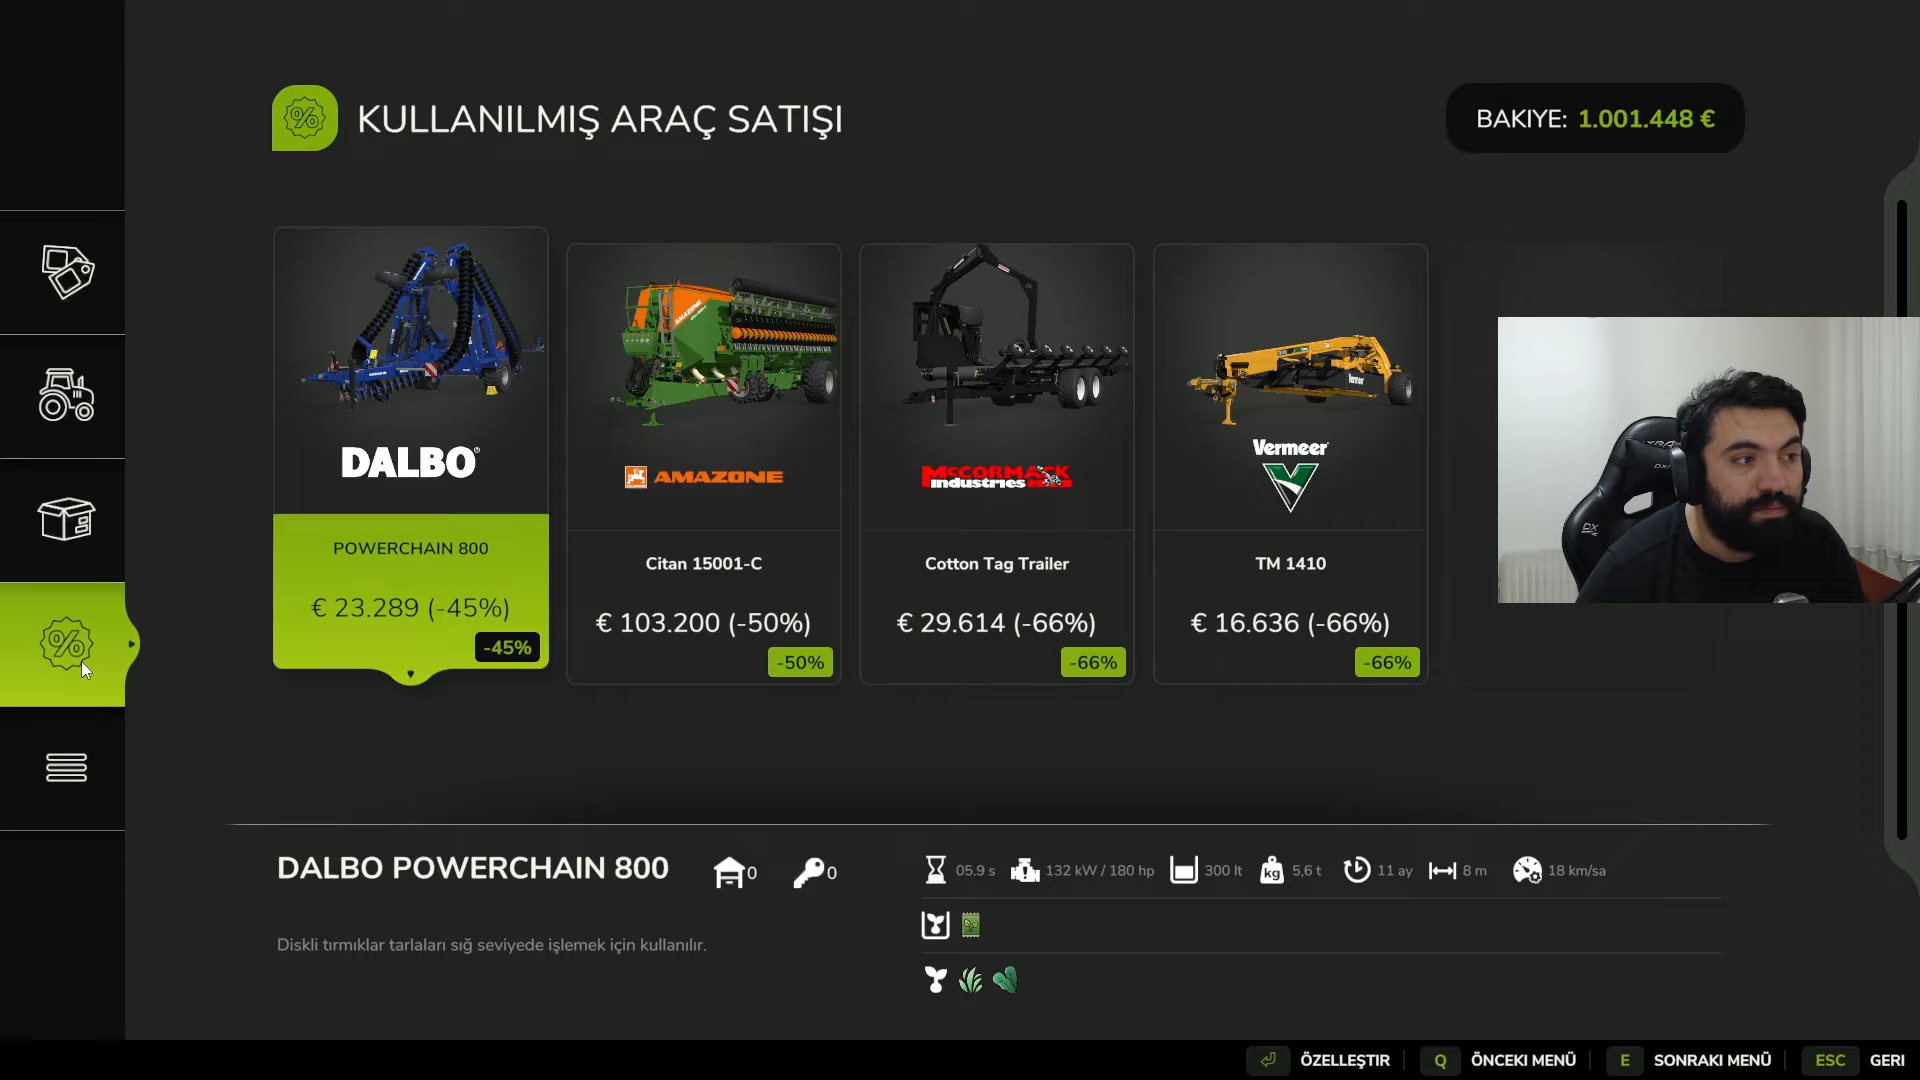 KULLANILMIŞ ARAÇ SATIŞI
BAKIYE: 1.001.448 €
DALBO
AMAZONE
McCORMACK
industries
Vermeer
POWERCHAIN 800
€ 23.289 (-45%)
-45%
Citan 15001-C
€ 103.200 (-50%)
-50%
Cotton Tag Trailer
€ 29.614 (-66%)
-66%
TM 1410
€ 16.636 (-66%)
-66%
DALBO POWERCHAIN 800
0
0
05.9 s
132 kW / 180 hp
300 lt
5,6 t
11 ay
8 m
18 km/sa
Diskli tırmıklar tarlaları sığ seviyede işlemek için kullanılır.
ÖZELLEŞTIR
Q ÖNCEKI MENÜ
E SONRAKI MENÜ
ESC GERI